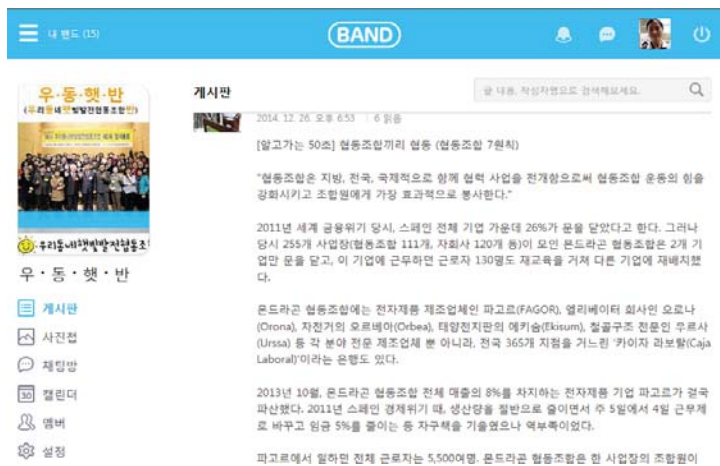 내 밴드 (15)
BAND
우·동·햇·반
(우리동네햇빛발전협동조합반)
우리동네햇빛발전협동조합
우·동·햇·반
게시판
사진첩
채팅방
30 캘린더
멤버
설정
게시판
글 내용, 작성자명으로 검색해보세요.
2014. 12. 26. 오후 6:53 | 6 읽음
[알고가는 50초] 협동조합끼리 협동 (협동조합 7원칙)
"협동조합은 지방, 전국, 국제적으로 함께 협력 사업을 전개함으로써 협동조합 운동의 힘을
강화시키고 조합원에게 가장 효과적으로 봉사한다."
2011년 세계 금융위기 당시, 스페인 전체 기업 가운데 26%가 문을 닫았다고 한다. 그러나
당시 255개 사업장(협동조합 111개, 자회사 120개 등)이 모인 몬드라곤 협동조합은 2개 기
업만 문을 닫고, 이 기업에 근무하던 근로자 130명도 재교육을 거쳐 다른 기업에 재배치했
다.
몬드라곤 협동조합에는 전자제품 제조업체인 파고르(FAGOR), 엘리베이터 회사인 오로나
(Orona), 자전거의 오르베아(Orbea), 태양전지판의 에키숨(Ekisum), 철골구조 전문인 우르사
(Urssa) 등 각 분야 전문 제조업체 뿐 아니라, 전국 365개 지점을 거느린 '카이자 라보랄(Caja
Laboral)'이라는 은행도 있다.
2013년 10월, 몬드라곤 협동조합 전체 매출의 8%를 차지하는 전자제품 기업 파고르가 결국
파산했다. 2011년 스페인 경제위기 때, 생산량을 절반으로 줄이면서 주 5일에서 4일 근무제
로 바꾸고 임금 5%를 줄이는 등 자구책을 기울였으나 역부족이었다.
파고르에서 일하던 전체 근로자는 5,500여명. 몬드라곤 협동조합은 한 사업장의 조합원이